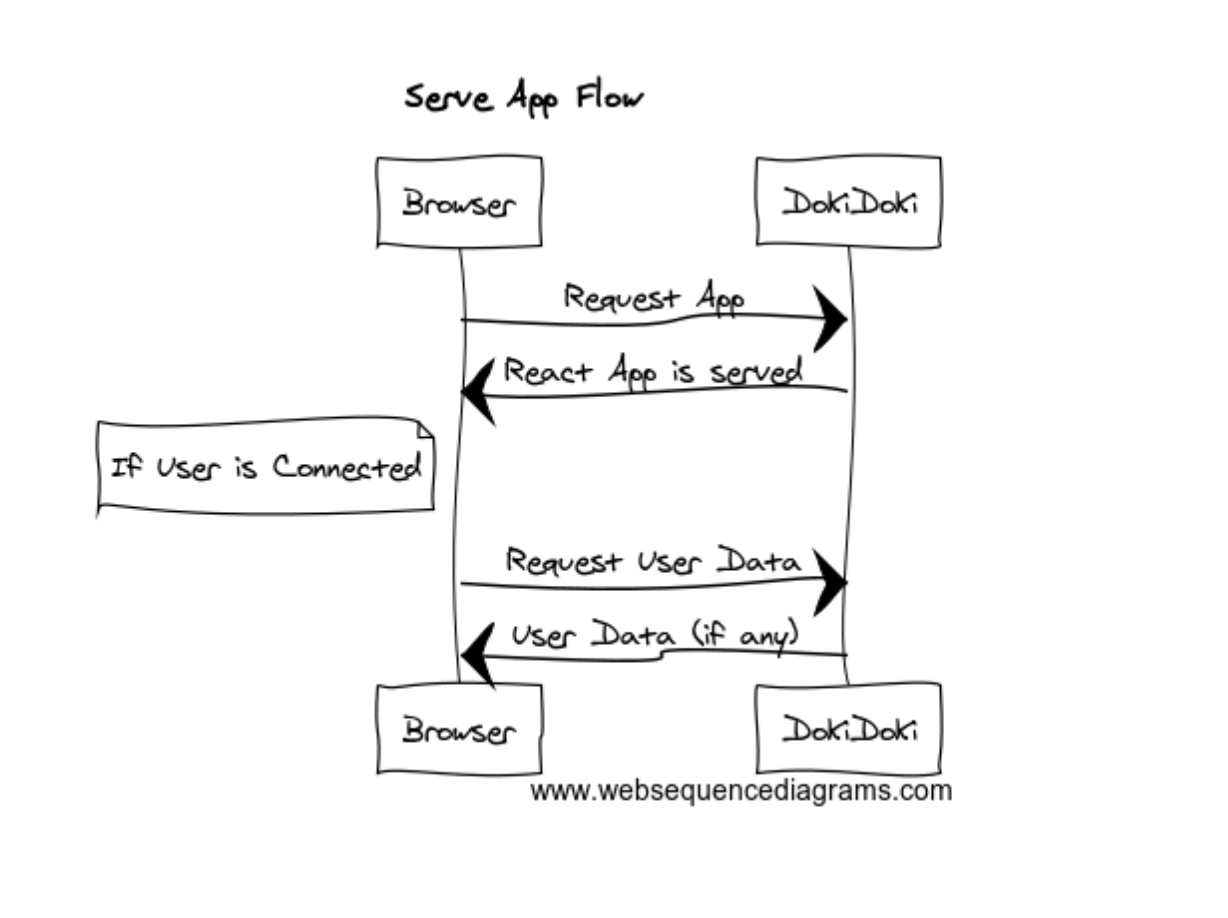 Serve App Flow
Browser
DokiDoki
Request App
React App is served
If User is Connected
Request User Data
User Data (if any)
Browser
DokiDoki
www.websequencediagrams.com